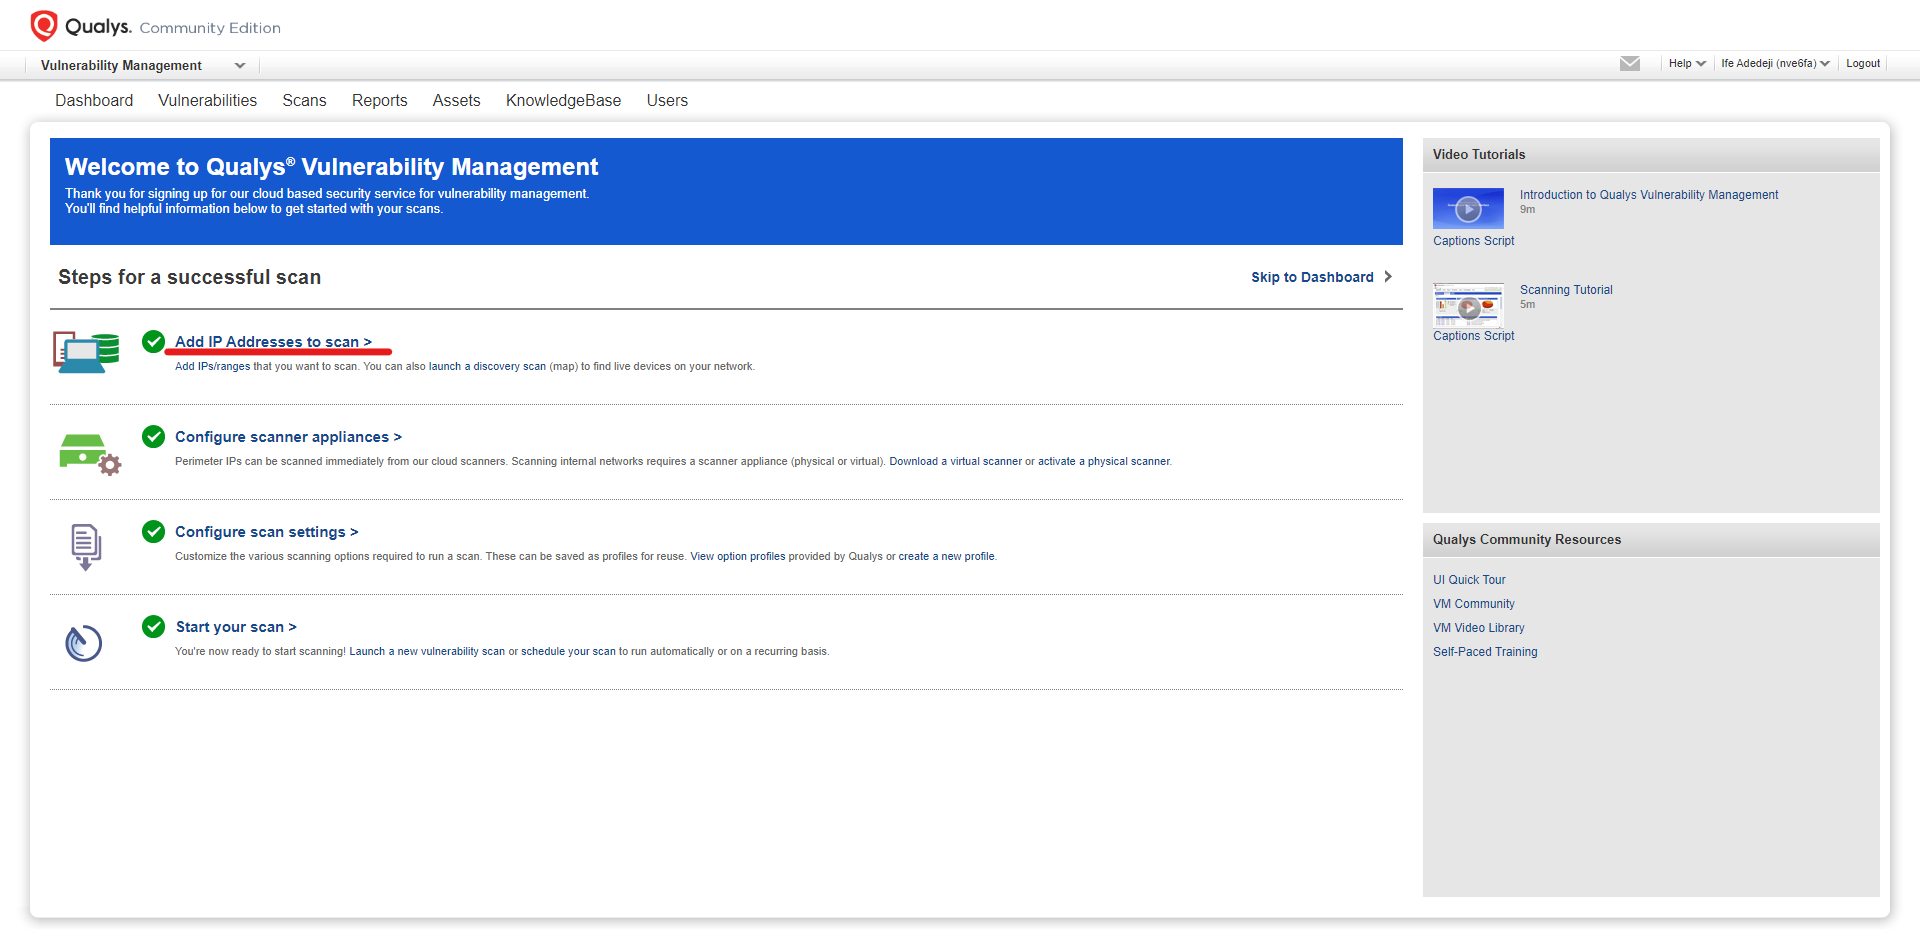 Qualys. Community Edition
Vulnerability Management
Help
Ife Adedeji (nve6fa)
Logout
Dashboard Vulnerabilities Scans Reports Assets KnowledgeBase Users
Welcome to Qualys® Vulnerability Management
Thank you for signing up for our cloud based security service for vulnerability management.
You'll find helpful information below to get started with your scans.
Steps for a successful scan
Skip to Dashboard
Add IP Addresses to scan >
Add IPs/ranges that you want to scan. You can also launch a discovery scan (map) to find live devices on your network.
Configure scanner appliances >
Perimeter IPs can be scanned immediately from our cloud scanners. Scanning internal networks requires a scanner appliance (physical or virtual). Download a virtual scanner or activate a physical scanner.
Configure scan settings >
Customize the various scanning options required to run a scan. These can be saved as profiles for reuse. View option profiles provided by Qualys or create a new profile.
Start your scan >
You're now ready to start scanning! Launch a new vulnerability scan or schedule your scan to run automatically or on a recurring basis.
Video Tutorials
Introduction to Qualys Vulnerability Management
9m
Captions Script
Scanning Tutorial
5m
Captions Script
Qualys Community Resources
UI Quick Tour
VM Community
VM Video Library
Self-Paced Training